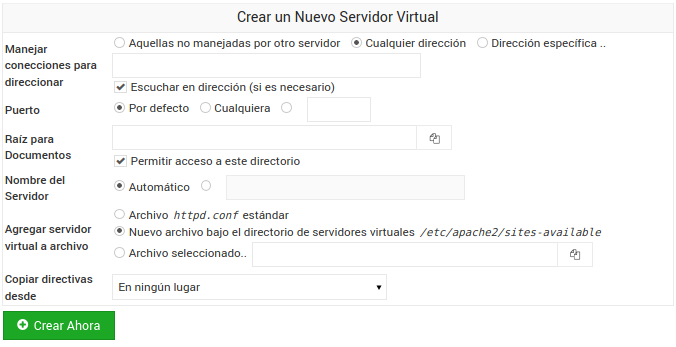 Crear un Nuevo Servidor Virtual
Manejar conecciones para direccionar
Aquellas no manejadas por otro servidor Cualquier dirección Dirección específica ..
Escuchar en dirección (si es necesario)
Puerto
Por defecto Cualquiera
Raíz para Documentos
Permitir acceso a este directorio
Nombre del Servidor
Automático
Agregar servidor virtual a archivo
Archivo httpd.conf estándar
Nuevo archivo bajo el directorio de servidores virtuales /etc/apache2/sites-available
Archivo seleccionado..
Copiar directivas desde
En ningún lugar
Crear Ahora